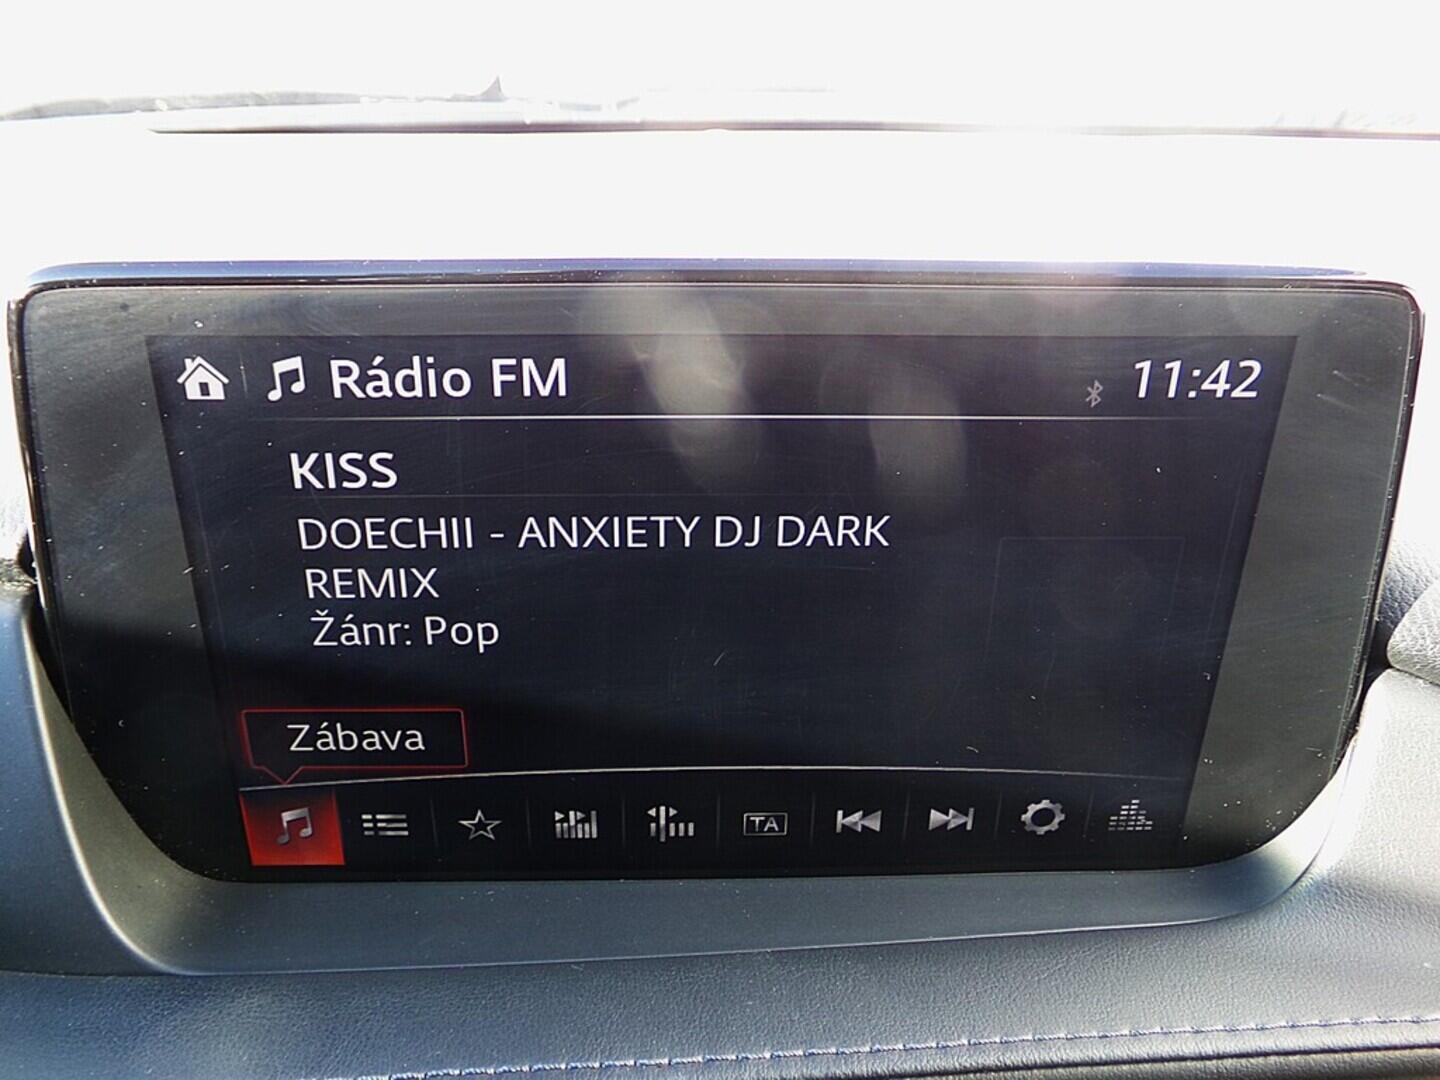 Rádio FM 11:42
KISS
DOECHII - ANXIETY DJ DARK
REMIX
Žánr: Pop
Zábava
TA